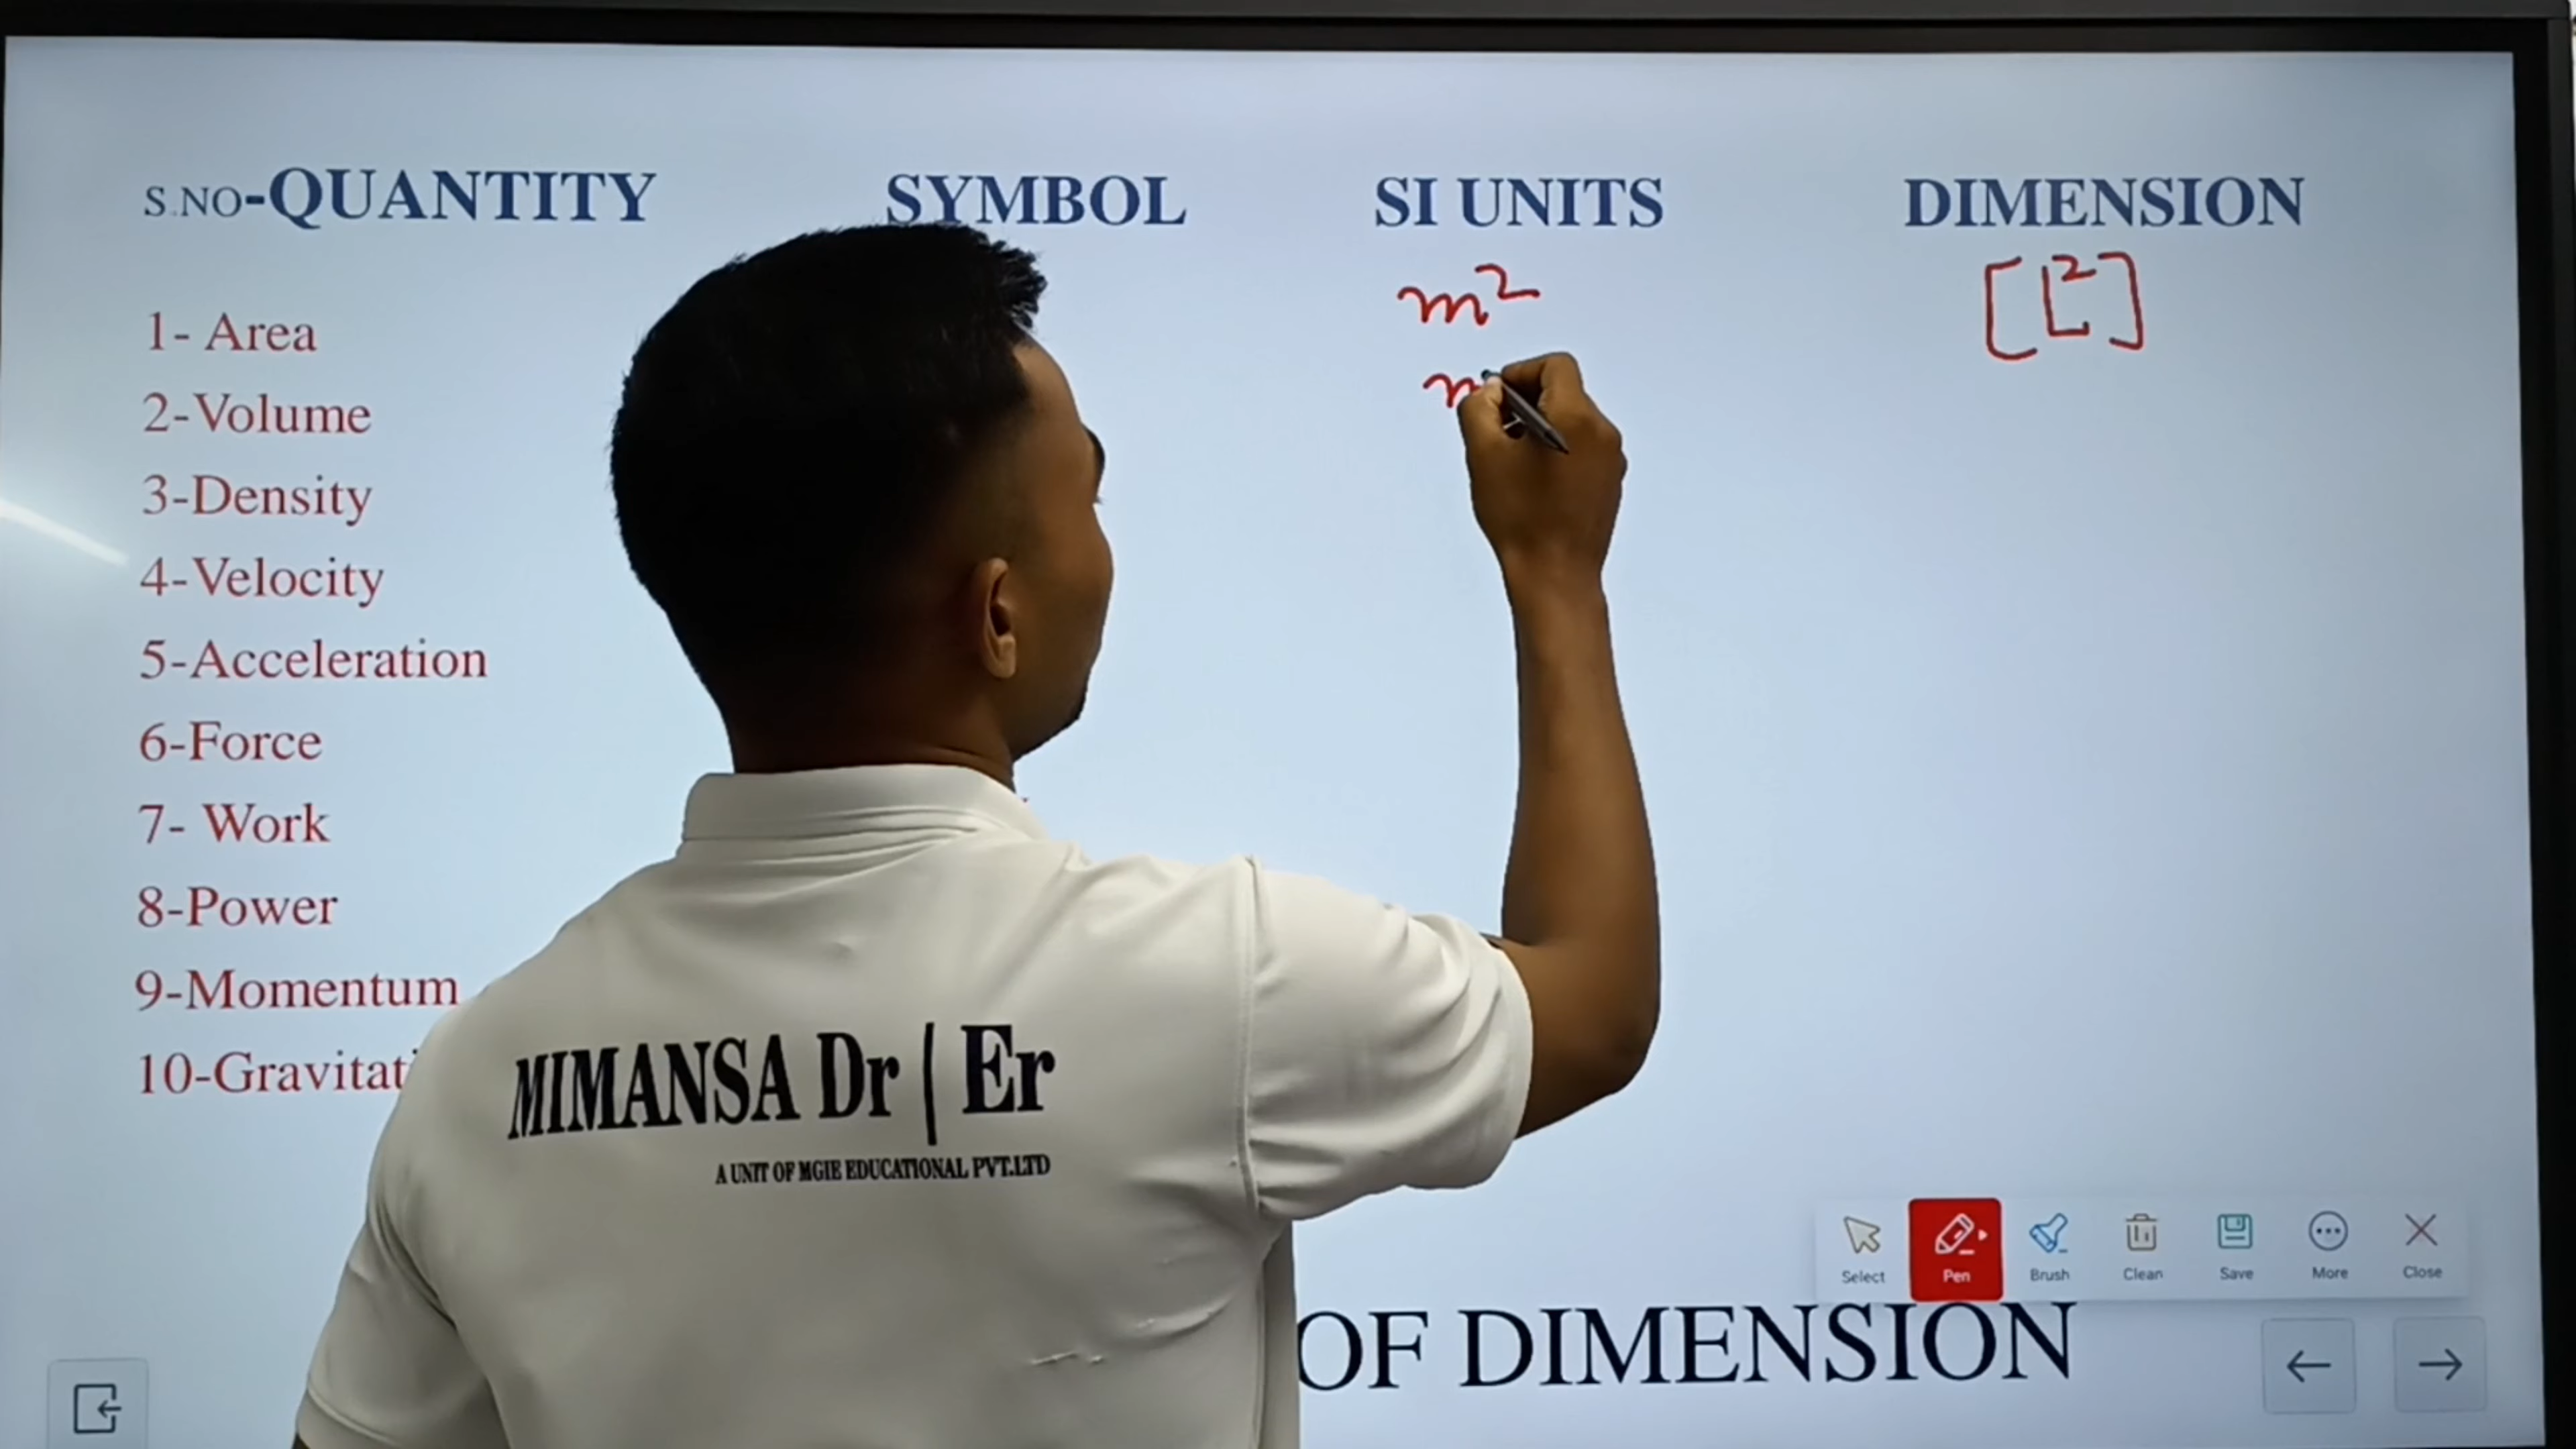 S.NO-QUANTITY SYMBOL SI UNITS DIMENSION
1- Area m² [L²]
2-Volume
3-Density
4-Velocity
5-Acceleration
6-Force
7- Work
8-Power
9-Momentum
MIMANSA Dr | Er
A UNIT OF MGIE EDUCATIONAL PVT.LTD
Select Pen Brush Clean Save More Close
OF DIMENSION